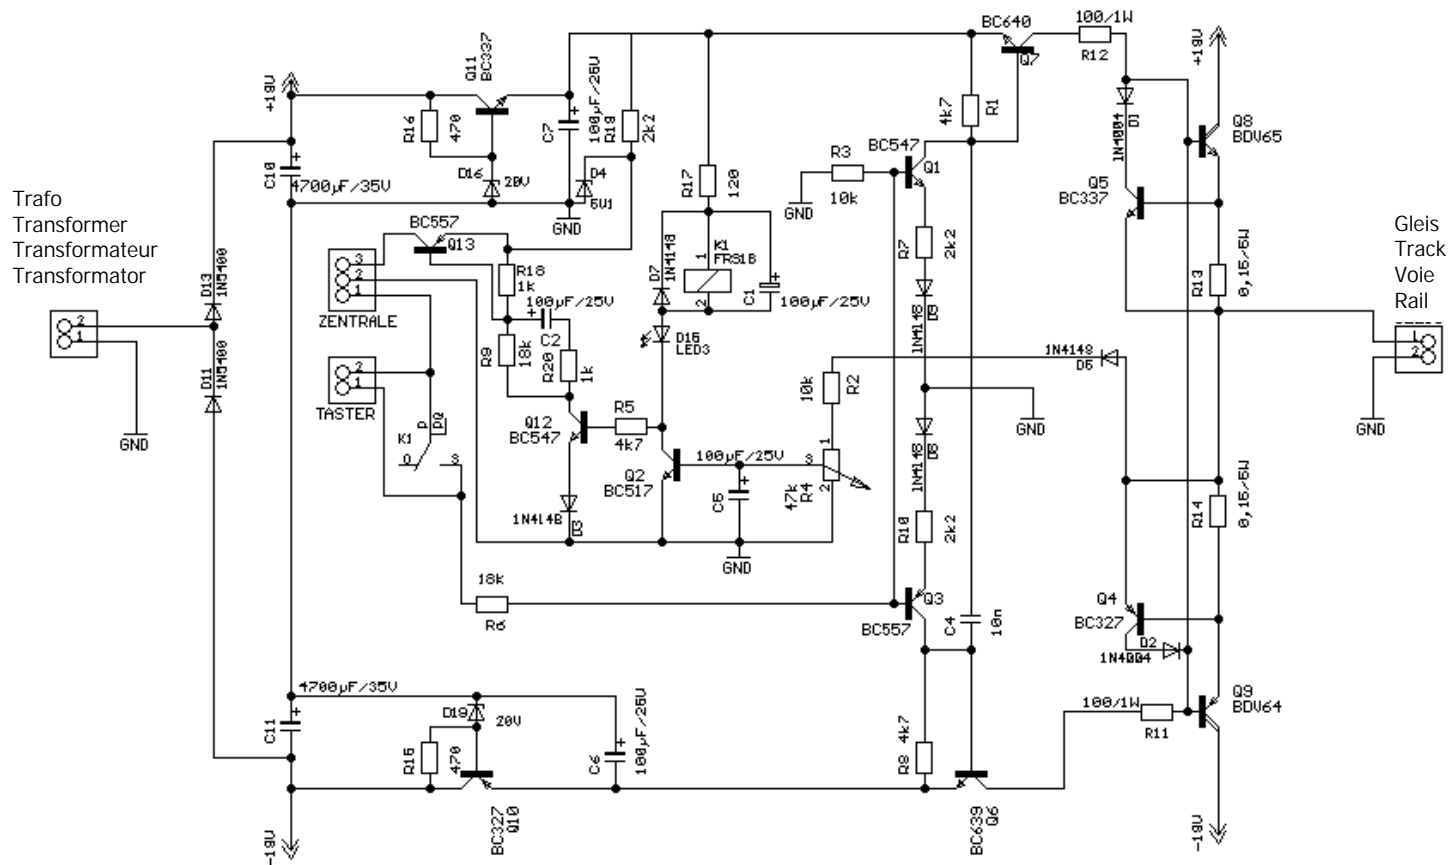 Trafo
Transformer
Transformateur
Transformator
2
1
GND
D13
1N5400
D11
1N5400
+19V
C10
+
4700µF/35V
R16
470
Q11
BC337
D16
20V
C7
+
100µF/25V
R19
2k2
D4
GND
BC557
Q13
3
2
1
ZENTRALE
2
1
TASTER
R18
1k
100µF/25V
+
C2
R9
18k
R20
1k
K1
P
O
S
Q12
BC547
R5
4k7
1N4148
D3
Q2
BC517
R17
120
D7
1N4148
K1
1
FRS1B
2
+
C1
100µF/25V
D15
LED3
100µF/25V
+
C5
GND
47k
R4
1
3
2
10k
R2
GND
R3
10k
BC547
Q1
4k7
R1
BC640
Q7
100/1W
R12
R7
2k2
1N4148
D9
GND
1N4148
D8
R10
2k2
18k
R6
Q3
BC557
C4
10n
1N4148
D6
1N4004
D1
Q5
BC337
+19V
Q8
BDV65
R13
0,15/5W
R14
0,15/5W
Q4
BC327
D2
1N4004
Q9
BDV64
100/1W
R11
-19V
Gleis
Track
Voie
Rail
1
2
GND
4700µF/35V
C11
+
D19
20V
R15
470
BC327
Q10
C6
+
100µF/25V
R8
4k7
BC639
Q6
-19V